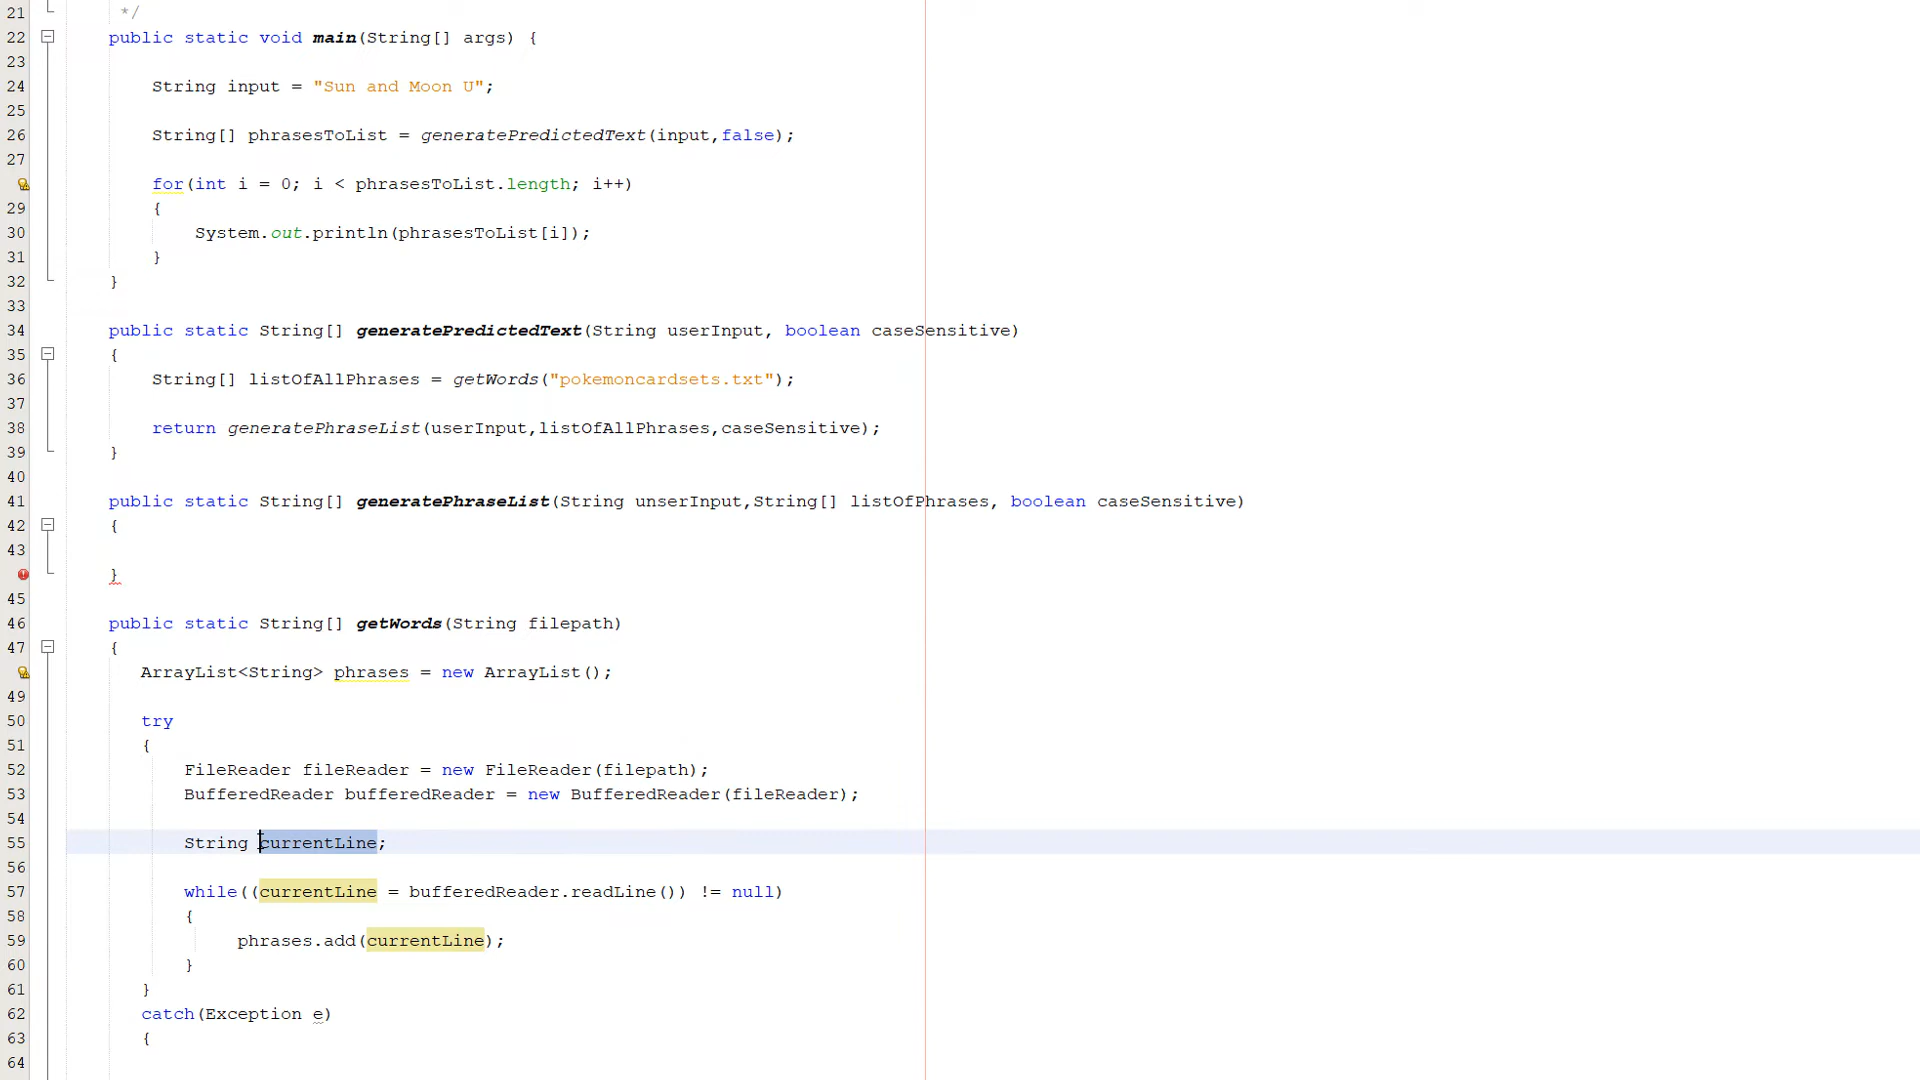 21 */
22 public static void main(String[] args) {
23
24 String input = "Sun and Moon U";
25
26 String[] phrasesToList = generatePredictedText(input,false);
27
for(int i = 0; i < phrasesToList.length; i++)
29 {
30 System.out.println(phrasesToList[i]);
31 }
32 }
33
34 public static String[] generatePredictedText(String userInput, boolean caseSensitive)
35 {
36 String[] listOfAllPhrases = getWords("pokemoncardsets.txt");
37
38 return generatePhraseList(userInput,listOfAllPhrases,caseSensitive);
39 }
40
41 public static String[] generatePhraseList(String unserInput,String[] listOfPhrases, boolean caseSensitive)
42 {
43
}
45
46 public static String[] getWords(String filepath)
47 {
ArrayList<String> phrases = new ArrayList();
49
50 try
51 {
52 FileReader fileReader = new FileReader(filepath);
53 BufferedReader bufferedReader = new BufferedReader(fileReader);
54
55 String currentLine;
56
57 while((currentLine = bufferedReader.readLine()) != null)
58 {
59 phrases.add(currentLine);
60 }
61 }
62 catch(Exception e)
63 {
64